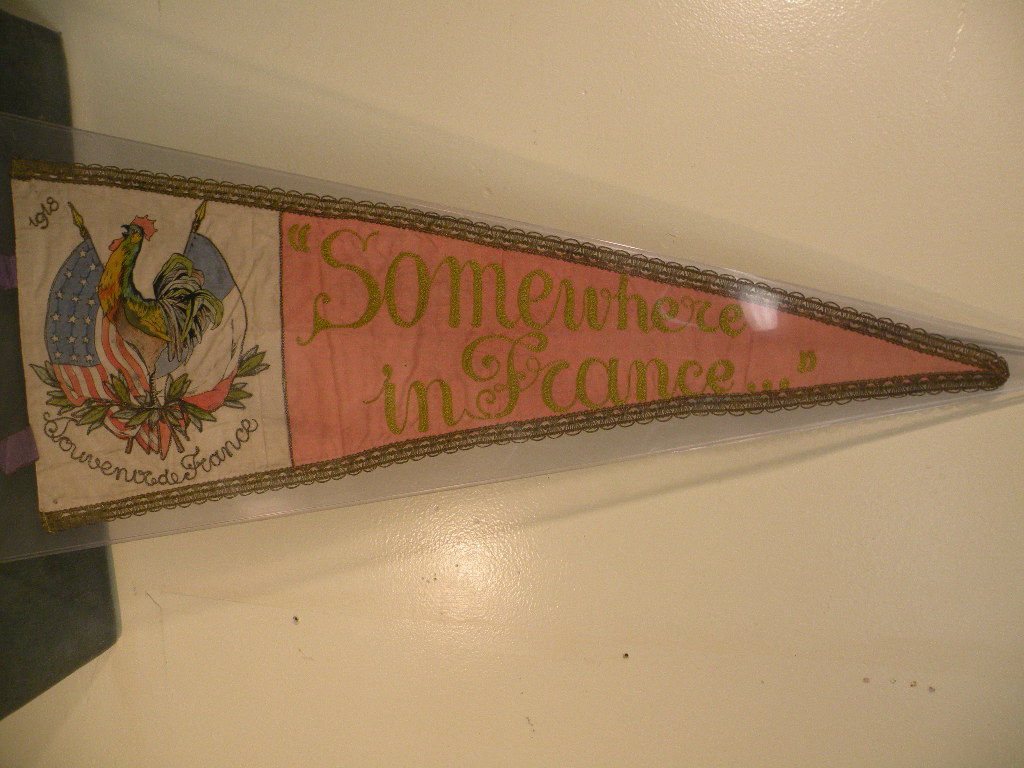 1918
Souvenir de France
"Somewhere
in France..."